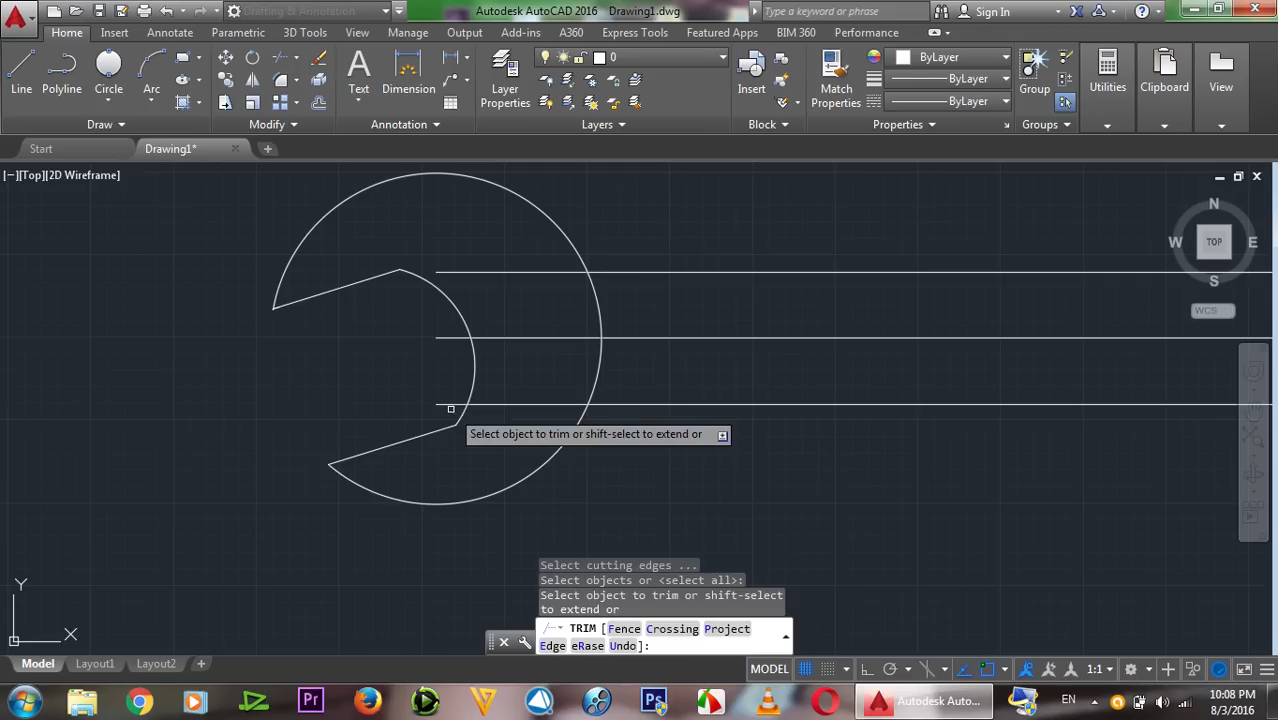 Drafting & Annotation
Autodesk AutoCAD 2016 Drawing1.dwg
Type a keyword or phrase
Sign In
Home Insert Annotate Parametric 3D Tools View Manage Output Add-ins A360 Express Tools Featured Apps BIM 360 Performance
0
ByLayer
Line Polyline Circle Arc
Text Dimension
Layer
Properties
Insert
Match
Properties
ByLayer
ByLayer
Group
Utilities
Clipboard
View
Draw Modify Annotation Layers Block Properties Groups
Start Drawing1*
[−][Top][2D Wireframe]
N
W TOP E
S
WCS
Select object to trim or shift-select to extend or
Select cutting edges ...
Select objects or <select all>:
Select object to trim or shift-select
to extend or
TRIM [Fence Crossing Project
Edge eRase Undo]:
Y
X
Model Layout1 Layout2
MODEL
1:1
Pr
Ps
Autodesk Auto...
EN
10:08 PM
8/3/2016